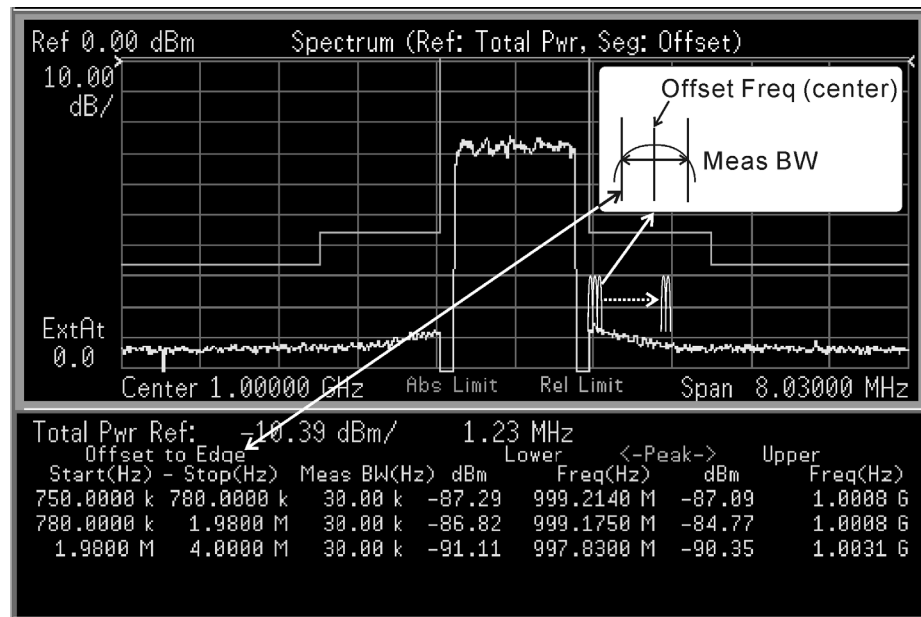 Ref 0.00 dBm Spectrum (Ref: Total Pwr, Seg: Offset)
10.00
dB/
Offset Freq (center)
Meas BW
ExtAt
0.0
Center 1.00000 GHz Abs Limit Rel Limit Span 8.03000 MHz
Total Pwr Ref: -10.39 dBm/ 1.23 MHz
Offset to Edge Lower <-Peak-> Upper
Start(Hz) - Stop(Hz) Meas BW(Hz) dBm Freq(Hz) dBm Freq(Hz)
750.0000 k 780.0000 k 30.00 k -87.29 999.2140 M -87.09 1.0008 G
780.0000 k 1.9800 M 30.00 k -86.82 999.1750 M -84.77 1.0008 G
1.9800 M 4.0000 M 30.00 k -91.11 997.8300 M -90.35 1.0031 G